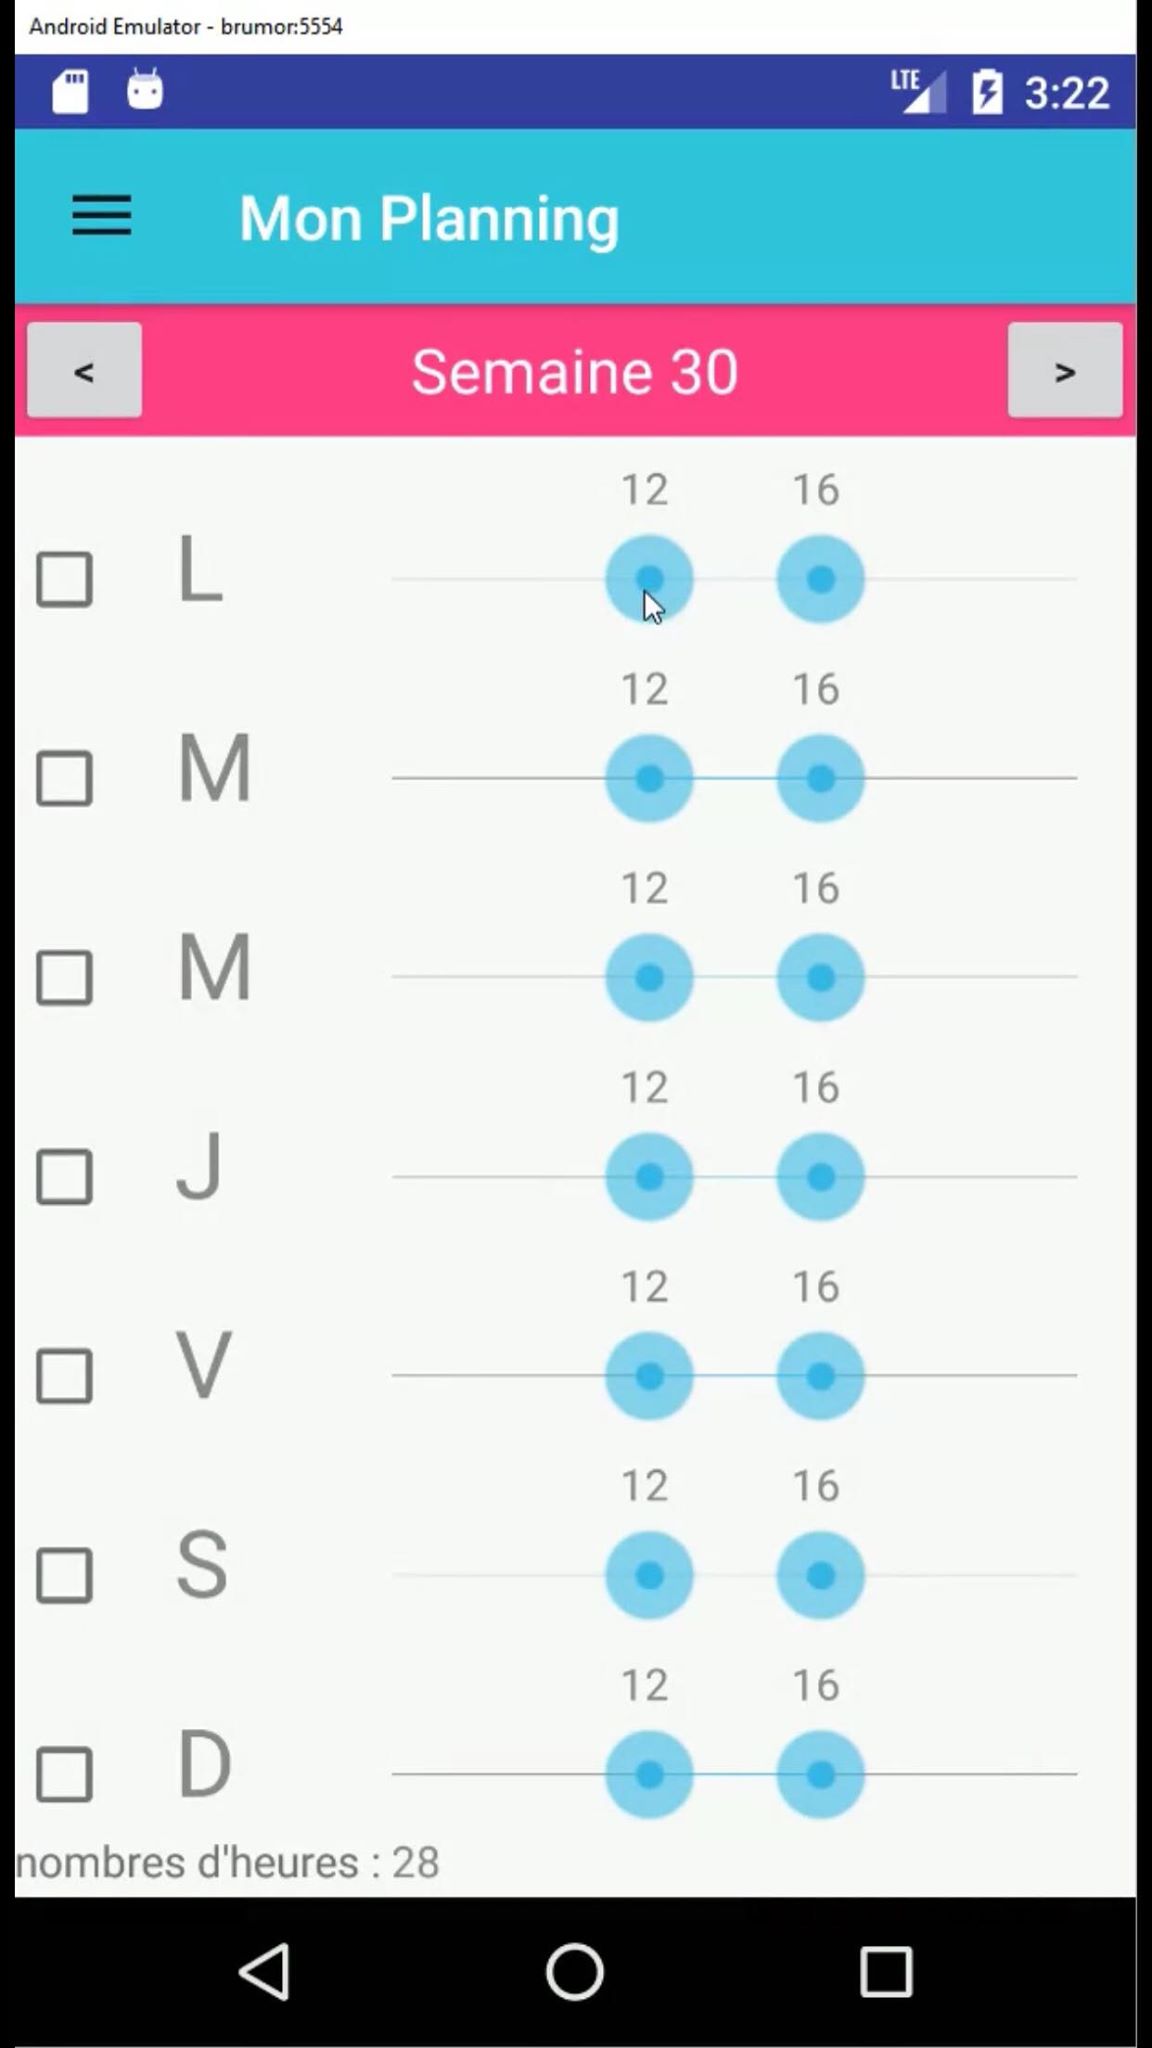 Android Emulator - brumor:5554
LTE 3:22
Mon Planning
< Semaine 30 >
12 16
L
12 16
M
12 16
M
12 16
J
12 16
V
12 16
S
12 16
D
nombres d'heures : 28